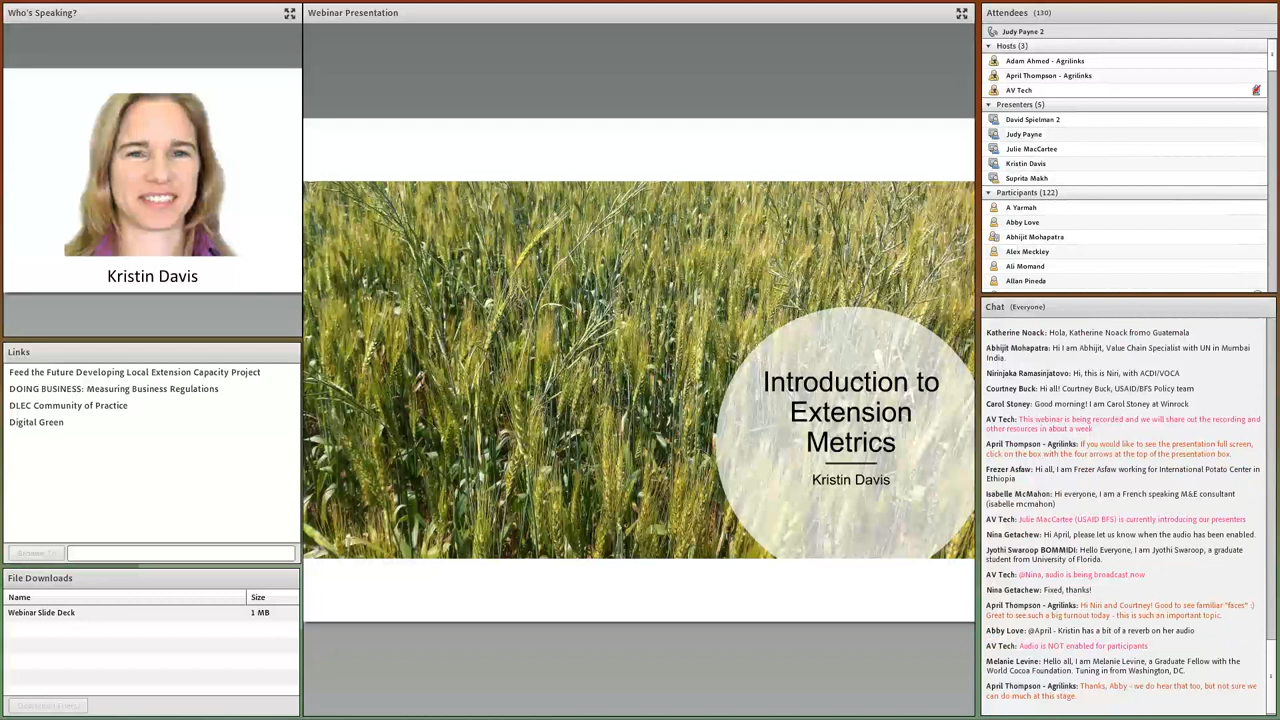 Who's Speaking?
Kristin Davis
Links
Feed the Future Developing Local Extension Capacity Project
DOING BUSINESS: Measuring Business Regulations
DLEC Community of Practice
Digital Green
Browse To
File Downloads
Name Size
Webinar Slide Deck 1 MB
Download File(s)
Webinar Presentation
Introduction to
Extension
Metrics
Kristin Davis
Attendees (130)
Judy Payne 2
Hosts (3)
Adam Ahmed - Agrilinks
April Thompson - Agrilinks
AV Tech
Presenters (5)
David Spielman 2
Judy Payne
Julie MacCartee
Kristin Davis
Suprita Makh
Participants (122)
A Yarmah
Abby Love
Abhijit Mohapatra
Alex Meckley
Ali Momand
Allan Pineda
Chat (Everyone)
Katherine Noack: Hola, Katherine Noack fromo Guatemala
Abhijit Mohapatra: Hi I am Abhijit, Value Chain Specialist with UN in Mumbai
India.
Nirinjaka Ramasinjatovo: Hi, this is Niri, with ACDI/VOCA
Courtney Buck: Hi all! Courtney Buck, USAID/BFS Policy team
Carol Stoney: Good morning! I am Carol Stoney at Winrock
AV Tech: This webinar is being recorded and we will share out the recording and
other resources in about a week
April Thompson - Agrilinks: If you would like to see the presentation full screen,
click on the box with the four arrows at the top of the presentation box.
Frezer Asfaw: Hi all, I am Frezer Asfaw working for International Potato Center in
Ethiopia
Isabelle McMahon: Hi everyone, I am a French speaking M&E consultant
(isabelle mcmahon)
AV Tech: Julie MacCartee (USAID BFS) is currently introducing our presenters
Nina Getachew: Hi April, please let us know when the audio has been enabled.
Jyothi Swaroop BOMMIDI: Hello Everyone, I am Jyothi Swaroop, a graduate
student from University of Florida.
AV Tech: @Nina, audio is being broadcast now
Nina Getachew: Fixed, thanks!
April Thompson - Agrilinks: Hi Niri and Courtney! Good to see familiar "faces" :)
Great to see such a big turnout today - this is such an important topic.
Abby Love: @April - Kristin has a bit of a reverb on her audio
AV Tech: Audio is NOT enabled for participants
Melanie Levine: Hello all, I am Melanie Levine, a Graduate Fellow with the
World Cocoa Foundation. Tuning in from Washington, DC.
April Thompson - Agrilinks: Thanks, Abby - we do hear that too, but not sure we
can do much at this stage.